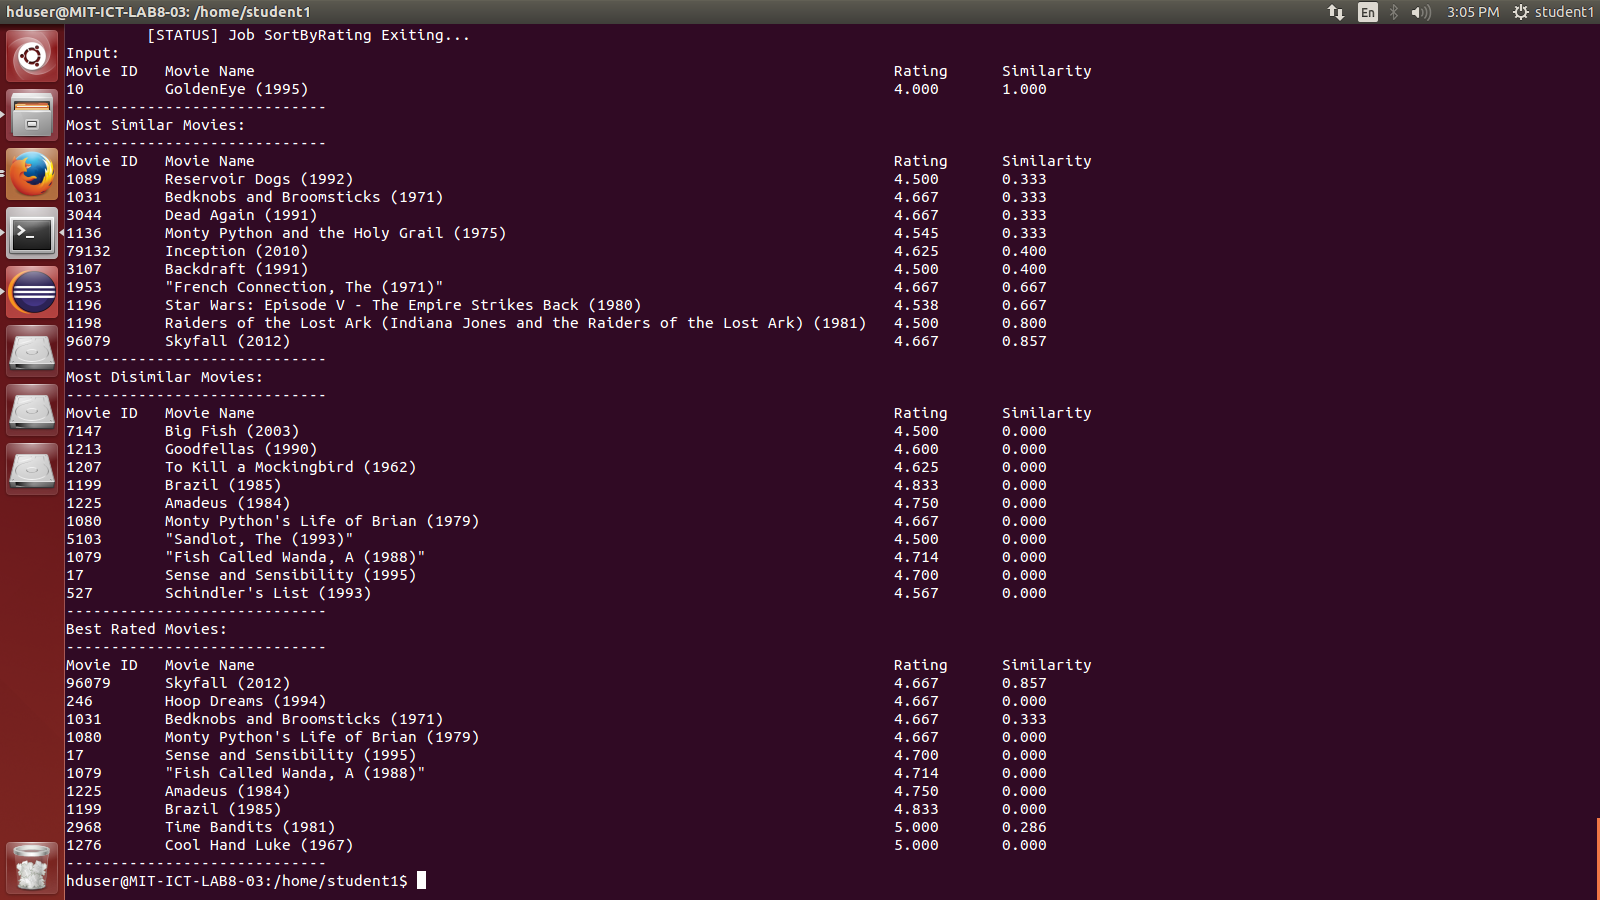 hduser@MIT-ICT-LAB8-03: /home/student1 En 3:05 PM student1
[STATUS] Job SortByRating Exiting...
Input:
Movie ID Movie Name Rating Similarity
10 GoldenEye (1995) 4.000 1.000
-----------------------------
Most Similar Movies:
-----------------------------
Movie ID Movie Name Rating Similarity
1089 Reservoir Dogs (1992) 4.500 0.333
1031 Bedknobs and Broomsticks (1971) 4.667 0.333
3044 Dead Again (1991) 4.667 0.333
1136 Monty Python and the Holy Grail (1975) 4.545 0.333
79132 Inception (2010) 4.625 0.400
3107 Backdraft (1991) 4.500 0.400
1953 "French Connection, The (1971)" 4.667 0.667
1196 Star Wars: Episode V - The Empire Strikes Back (1980) 4.538 0.667
1198 Raiders of the Lost Ark (Indiana Jones and the Raiders of the Lost Ark) (1981) 4.500 0.800
96079 Skyfall (2012) 4.667 0.857
-----------------------------
Most Disimilar Movies:
-----------------------------
Movie ID Movie Name Rating Similarity
7147 Big Fish (2003) 4.500 0.000
1213 Goodfellas (1990) 4.600 0.000
1207 To Kill a Mockingbird (1962) 4.625 0.000
1199 Brazil (1985) 4.833 0.000
1225 Amadeus (1984) 4.750 0.000
1080 Monty Python's Life of Brian (1979) 4.667 0.000
5103 "Sandlot, The (1993)" 4.500 0.000
1079 "Fish Called Wanda, A (1988)" 4.714 0.000
17 Sense and Sensibility (1995) 4.700 0.000
527 Schindler's List (1993) 4.567 0.000
-----------------------------
Best Rated Movies:
-----------------------------
Movie ID Movie Name Rating Similarity
96079 Skyfall (2012) 4.667 0.857
246 Hoop Dreams (1994) 4.667 0.000
1031 Bedknobs and Broomsticks (1971) 4.667 0.333
1080 Monty Python's Life of Brian (1979) 4.667 0.000
17 Sense and Sensibility (1995) 4.700 0.000
1079 "Fish Called Wanda, A (1988)" 4.714 0.000
1225 Amadeus (1984) 4.750 0.000
1199 Brazil (1985) 4.833 0.000
2968 Time Bandits (1981) 5.000 0.286
1276 Cool Hand Luke (1967) 5.000 0.000
-----------------------------
hduser@MIT-ICT-LAB8-03:/home/student1$